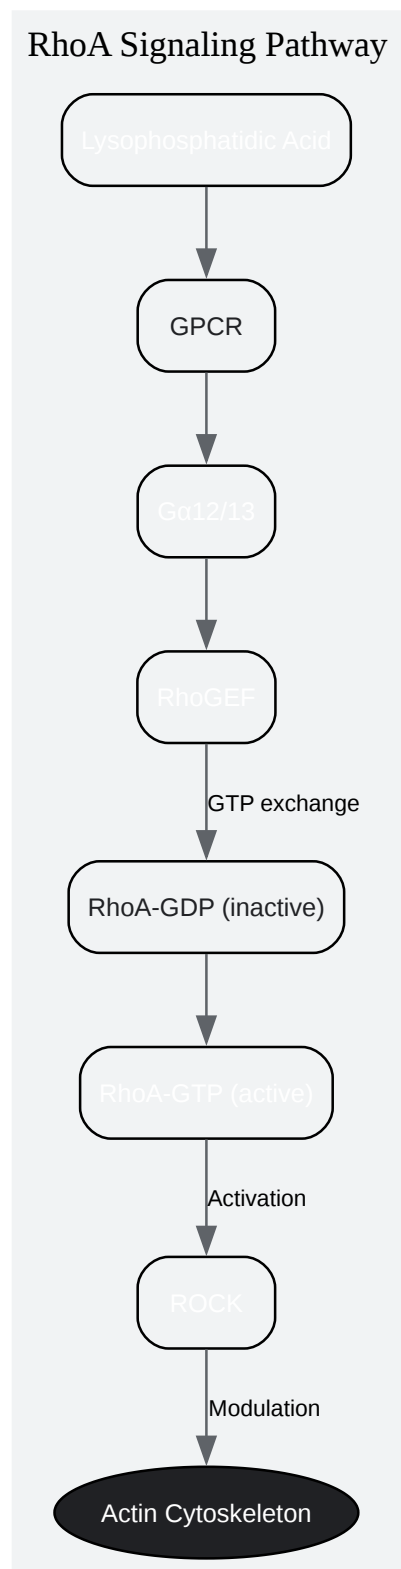 RhoA Signaling Pathway
Lysophosphatidic Acid
GPCR
Gα12/13
RhoGEF
GTP exchange
RhoA-GDP (inactive)
RhoA-GTP (active)
Activation
ROCK
Modulation
Actin Cytoskeleton